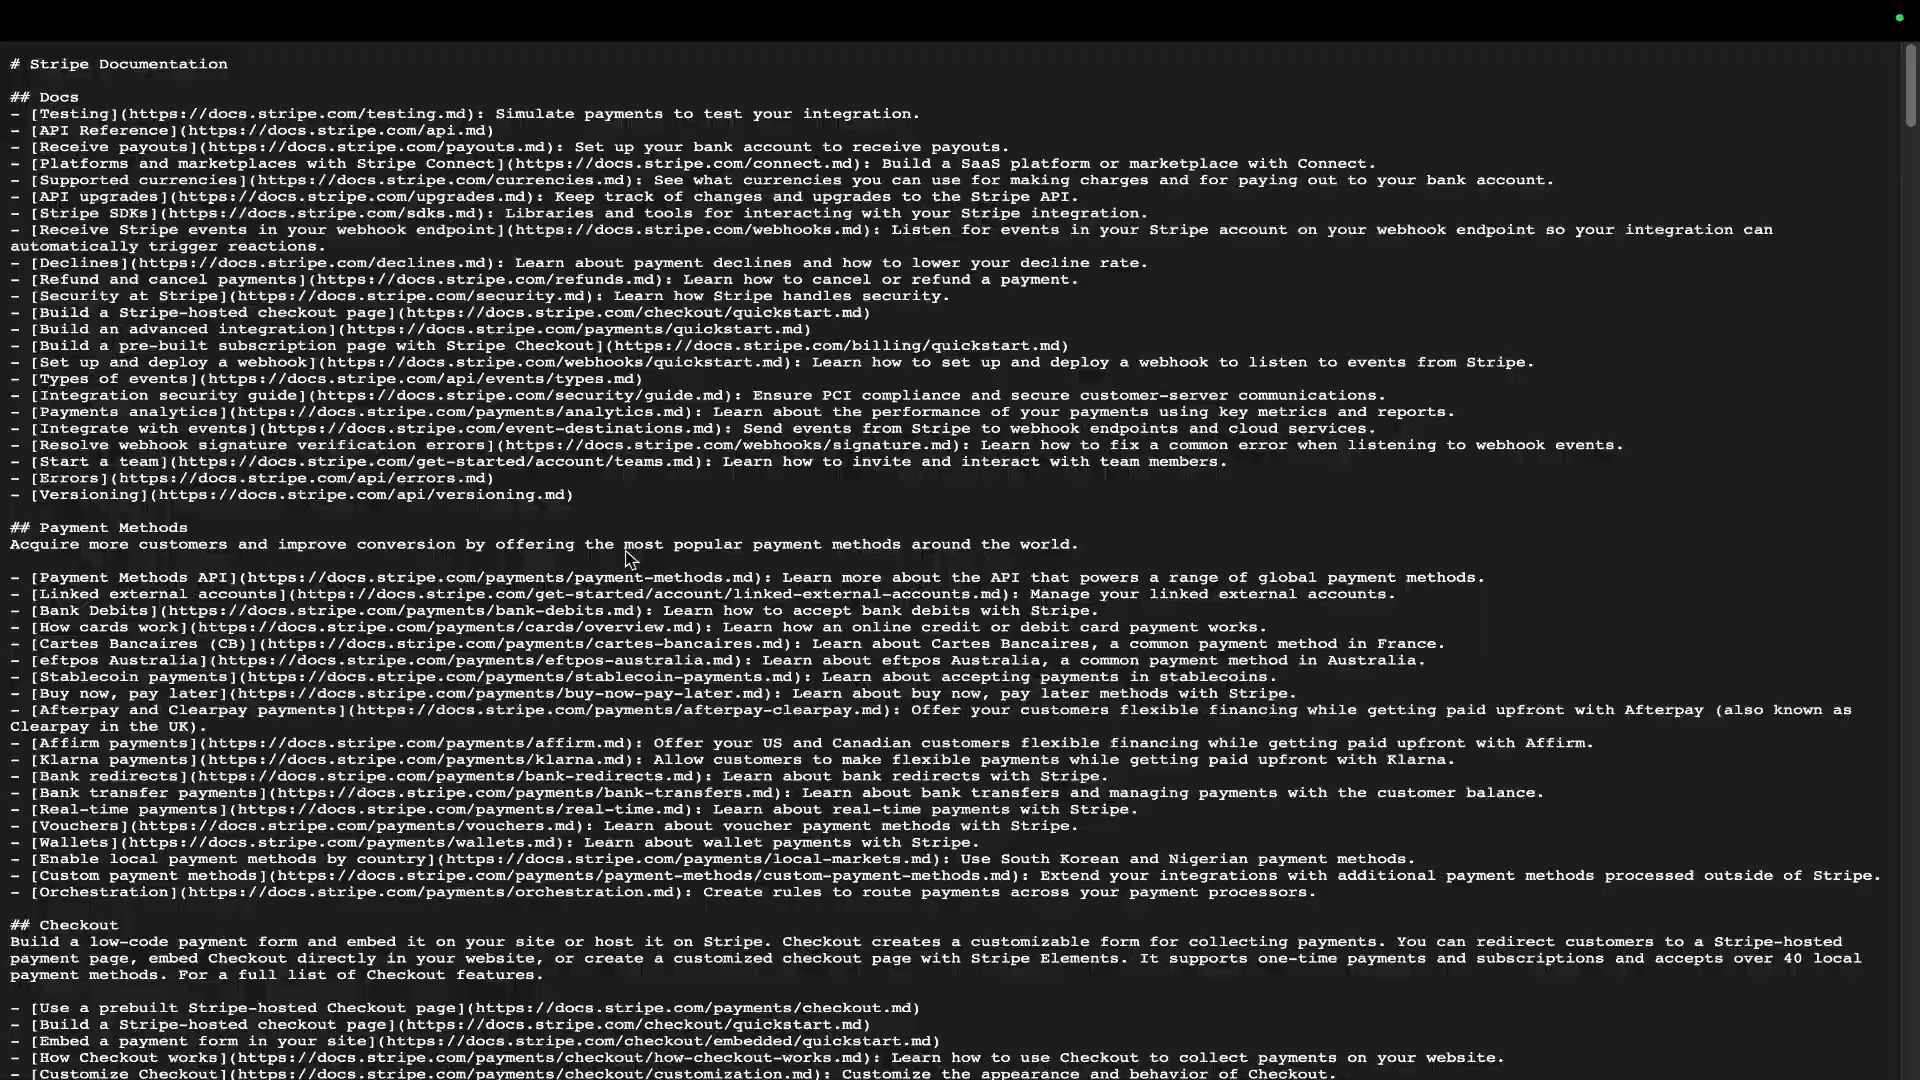 # Stripe Documentation
## Docs
- [Testing](https://docs.stripe.com/testing.md): Simulate payments to test your integration.
- [API Reference](https://docs.stripe.com/api.md)
- [Receive payouts](https://docs.stripe.com/payouts.md): Set up your bank account to receive payouts.
- [Platforms and marketplaces with Stripe Connect](https://docs.stripe.com/connect.md): Build a SaaS platform or marketplace with Connect.
- [Supported currencies](https://docs.stripe.com/currencies.md): See what currencies you can use for making charges and for paying out to your bank account.
- [API upgrades](https://docs.stripe.com/upgrades.md): Keep track of changes and upgrades to the Stripe API.
- [Stripe SDKs](https://docs.stripe.com/sdks.md): Libraries and tools for interacting with your Stripe integration.
- [Receive Stripe events in your webhook endpoint](https://docs.stripe.com/webhooks.md): Listen for events in your Stripe account on your webhook endpoint so your integration can
automatically trigger reactions.
- [Declines](https://docs.stripe.com/declines.md): Learn about payment declines and how to lower your decline rate.
- [Refund and cancel payments](https://docs.stripe.com/refunds.md): Learn how to cancel or refund a payment.
- [Security at Stripe](https://docs.stripe.com/security.md): Learn how Stripe handles security.
- [Build a Stripe-hosted checkout page](https://docs.stripe.com/checkout/quickstart.md)
- [Build an advanced integration](https://docs.stripe.com/payments/quickstart.md)
- [Build a pre-built subscription page with Stripe Checkout](https://docs.stripe.com/billing/quickstart.md)
- [Set up and deploy a webhook](https://docs.stripe.com/webhooks/quickstart.md): Learn how to set up and deploy a webhook to listen to events from Stripe.
- [Types of events](https://docs.stripe.com/api/events/types.md)
- [Integration security guide](https://docs.stripe.com/security/guide.md): Ensure PCI compliance and secure customer-server communications.
- [Payments analytics](https://docs.stripe.com/payments/analytics.md): Learn about the performance of your payments using key metrics and reports.
- [Integrate with events](https://docs.stripe.com/event-destinations.md): Send events from Stripe to webhook endpoints and cloud services.
- [Resolve webhook signature verification errors](https://docs.stripe.com/webhooks/signature.md): Learn how to fix a common error when listening to webhook events.
- [Start a team](https://docs.stripe.com/get-started/account/teams.md): Learn how to invite and interact with team members.
- [Errors](https://docs.stripe.com/api/errors.md)
- [Versioning](https://docs.stripe.com/api/versioning.md)
## Payment Methods
Acquire more customers and improve conversion by offering the most popular payment methods around the world.
- [Payment Methods API](https://docs.stripe.com/payments/payment-methods.md): Learn more about the API that powers a range of global payment methods.
- [Linked external accounts](https://docs.stripe.com/get-started/account/linked-external-accounts.md): Manage your linked external accounts.
- [Bank Debits](https://docs.stripe.com/payments/bank-debits.md): Learn how to accept bank debits with Stripe.
- [How cards work](https://docs.stripe.com/payments/cards/overview.md): Learn how an online credit or debit card payment works.
- [Cartes Bancaires (CB)](https://docs.stripe.com/payments/cartes-bancaires.md): Learn about Cartes Bancaires, a common payment method in France.
- [eftpos Australia](https://docs.stripe.com/payments/eftpos-australia.md): Learn about eftpos Australia, a common payment method in Australia.
- [Stablecoin payments](https://docs.stripe.com/payments/stablecoin-payments.md): Learn about accepting payments in stablecoins.
- [Buy now, pay later](https://docs.stripe.com/payments/buy-now-pay-later.md): Learn about buy now, pay later methods with Stripe.
- [Afterpay and Clearpay payments](https://docs.stripe.com/payments/afterpay-clearpay.md): Offer your customers flexible financing while getting paid upfront with Afterpay (also known as
Clearpay in the UK).
- [Affirm payments](https://docs.stripe.com/payments/affirm.md): Offer your US and Canadian customers flexible financing while getting paid upfront with Affirm.
- [Klarna payments](https://docs.stripe.com/payments/klarna.md): Allow customers to make flexible payments while getting paid upfront with Klarna.
- [Bank redirects](https://docs.stripe.com/payments/bank-redirects.md): Learn about bank redirects with Stripe.
- [Bank transfer payments](https://docs.stripe.com/payments/bank-transfers.md): Learn about bank transfers and managing payments with the customer balance.
- [Real-time payments](https://docs.stripe.com/payments/real-time.md): Learn about real-time payments with Stripe.
- [Vouchers](https://docs.stripe.com/payments/vouchers.md): Learn about voucher payment methods with Stripe.
- [Wallets](https://docs.stripe.com/payments/wallets.md): Learn about wallet payments with Stripe.
- [Enable local payment methods by country](https://docs.stripe.com/payments/local-markets.md): Use South Korean and Nigerian payment methods.
- [Custom payment methods](https://docs.stripe.com/payments/payment-methods/custom-payment-methods.md): Extend your integrations with additional payment methods processed outside of Stripe.
- [Orchestration](https://docs.stripe.com/payments/orchestration.md): Create rules to route payments across your payment processors.
## Checkout
Build a low-code payment form and embed it on your site or host it on Stripe. Checkout creates a customizable form for collecting payments. You can redirect customers to a Stripe-hosted
payment page, embed Checkout directly in your website, or create a customized checkout page with Stripe Elements. It supports one-time payments and subscriptions and accepts over 40 local
payment methods. For a full list of Checkout features.
- [Use a prebuilt Stripe-hosted Checkout page](https://docs.stripe.com/payments/checkout.md)
- [Build a Stripe-hosted checkout page](https://docs.stripe.com/checkout/quickstart.md)
- [Embed a payment form in your site](https://docs.stripe.com/checkout/embedded/quickstart.md)
- [How Checkout works](https://docs.stripe.com/payments/checkout/how-checkout-works.md): Learn how to use Checkout to collect payments on your website.
- [Customize Checkout](https://docs.stripe.com/payments/checkout/customization.md): Customize the appearance and behavior of Checkout.